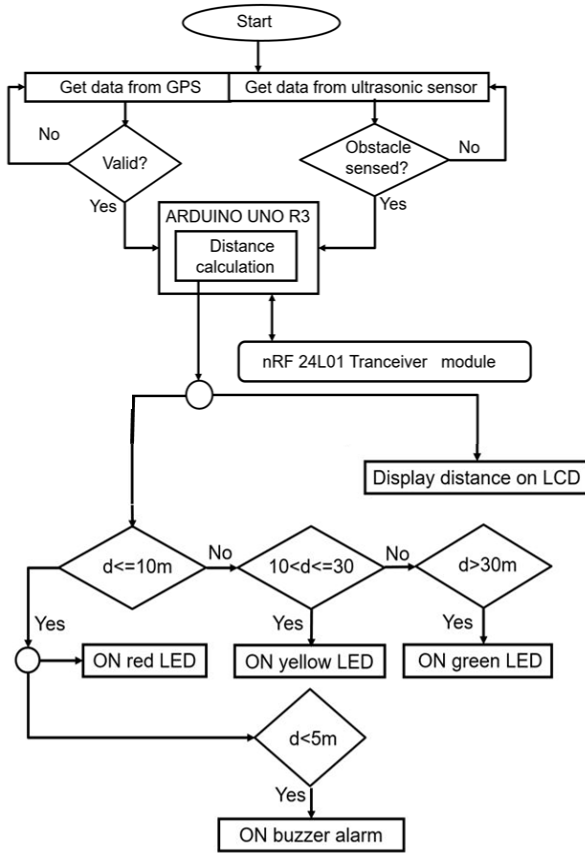 Start
Get data from GPS
Get data from ultrasonic sensor
No
Valid?
Obstacle
sensed?
No
Yes
Yes
ARDUINO UNO R3
Distance
calculation
nRF 24L01 Tranceiver module
Display distance on LCD
d<=10m
No
10<d<=30
No
d>30m
Yes
Yes
Yes
ON red LED
ON yellow LED
ON green LED
d<5m
Yes
ON buzzer alarm